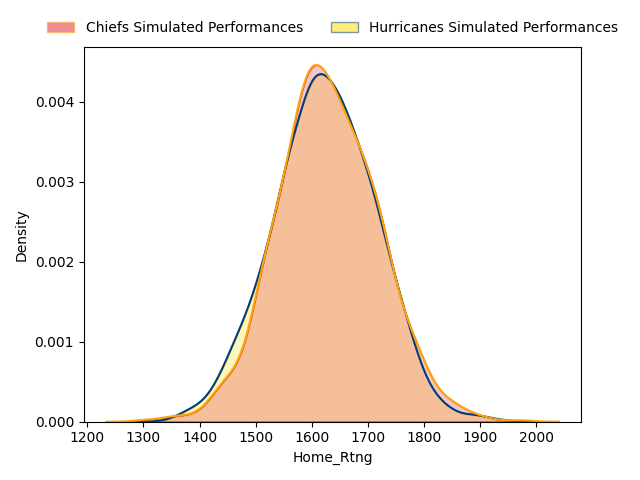 Chiefs Simulated Performances Hurricanes Simulated Performances
0.004
0.003
0.002
0.001
0.000
Density
1200 1300 1400 1500 1600 1700 1800 1900 2000
Home_Rtng